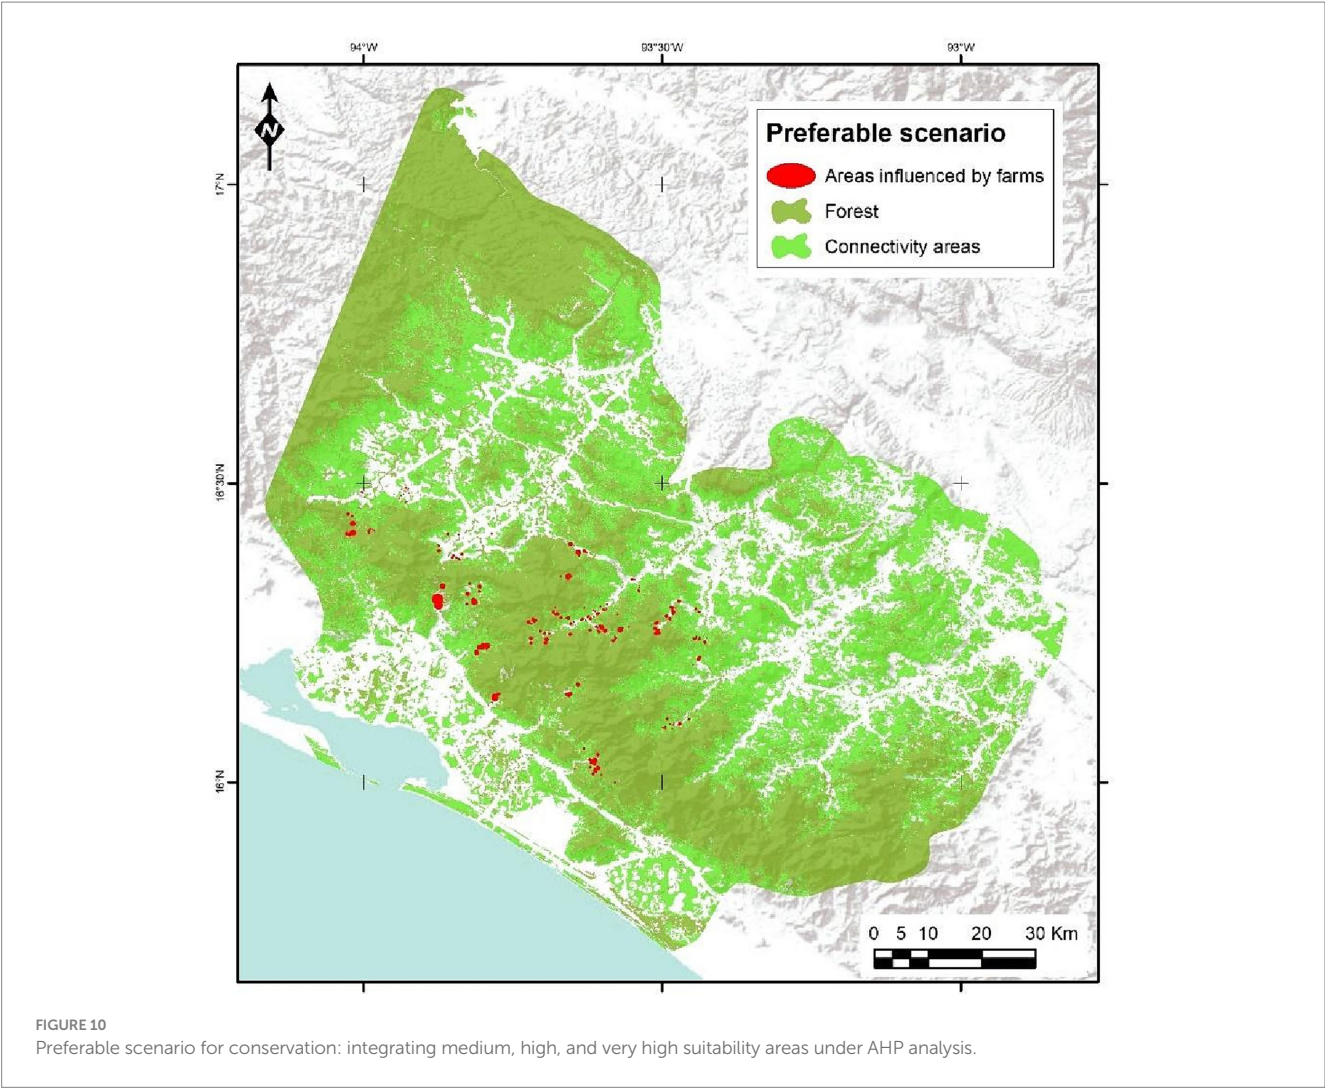 94°W 93°30'W 93°W
N
Preferable scenario
Areas influenced by farms
Forest
Connectivity areas
17°N
16°30'N
16°N
0 5 10 20 30 Km
FIGURE 10
Preferable scenario for conservation: integrating medium, high, and very high suitability areas under AHP analysis.